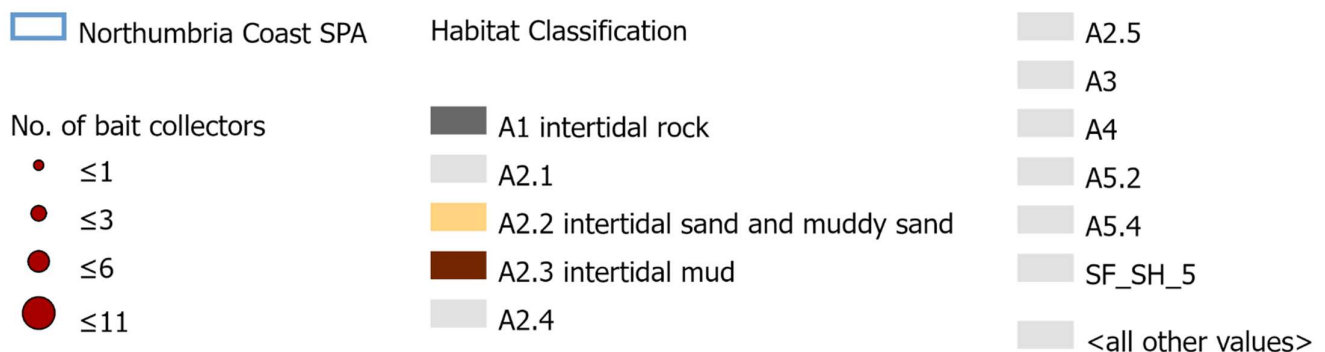 Northumbria Coast SPA
No. of bait collectors
≤1
≤3
≤6
≤11
Habitat Classification
A1 intertidal rock
A2.1
A2.2 intertidal sand and muddy sand
A2.3 intertidal mud
A2.4
A2.5
A3
A4
A5.2
A5.4
SF_SH_5
<all other values>